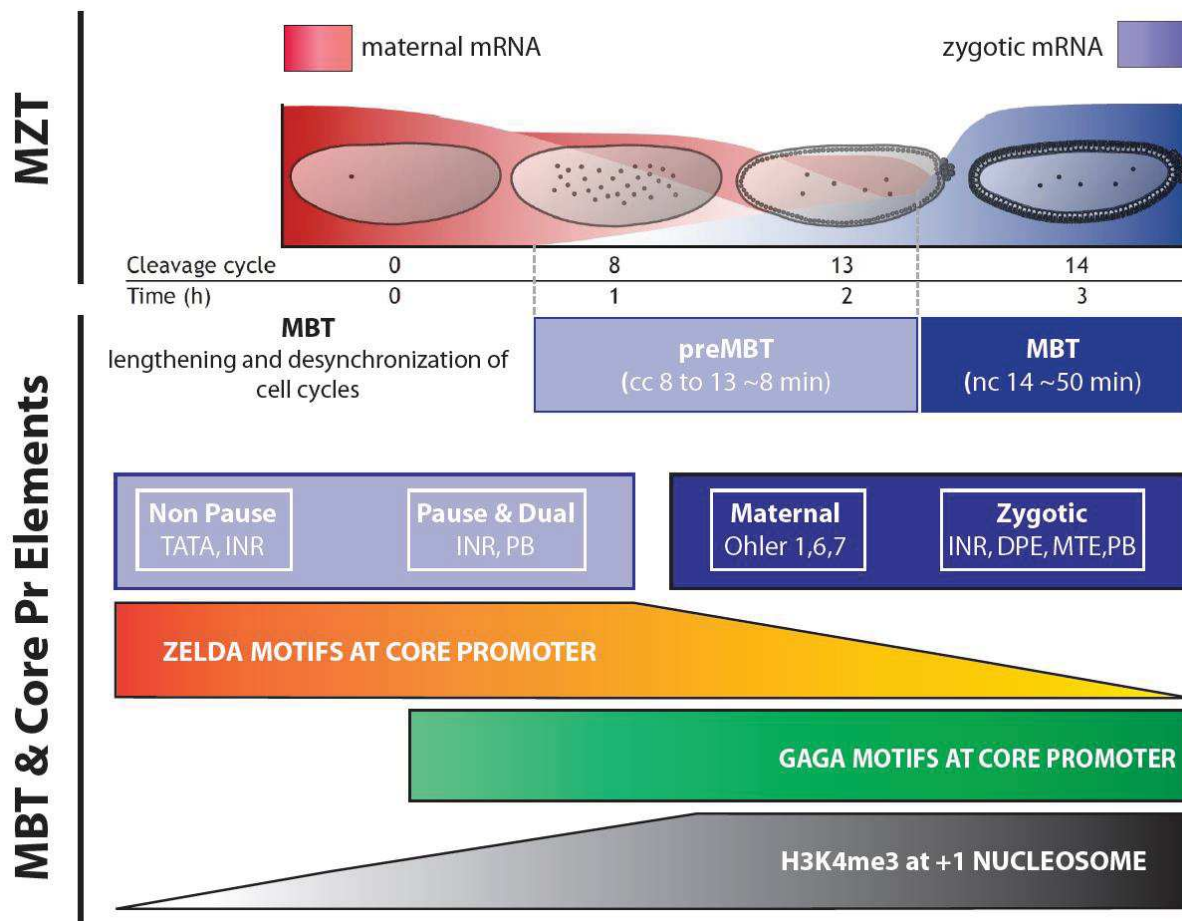 MZT
maternal mRNA
zygotic mRNA
Cleavage cycle 0 8 13 14
Time (h) 0 1 2 3
MBT & Core Pr Elements
MBT
lengthening and desynchronization of
cell cycles
preMBT
(cc 8 to 13 ~8 min)
MBT
(nc 14 ~50 min)
Non Pause
TATA, INR
Pause & Dual
INR, PB
Maternal
Ohler 1,6,7
Zygotic
INR, DPE, MTE,PB
ZELDA MOTIFS AT CORE PROMOTER
GAGA MOTIFS AT CORE PROMOTER
H3K4me3 at +1 NUCLEOSOME